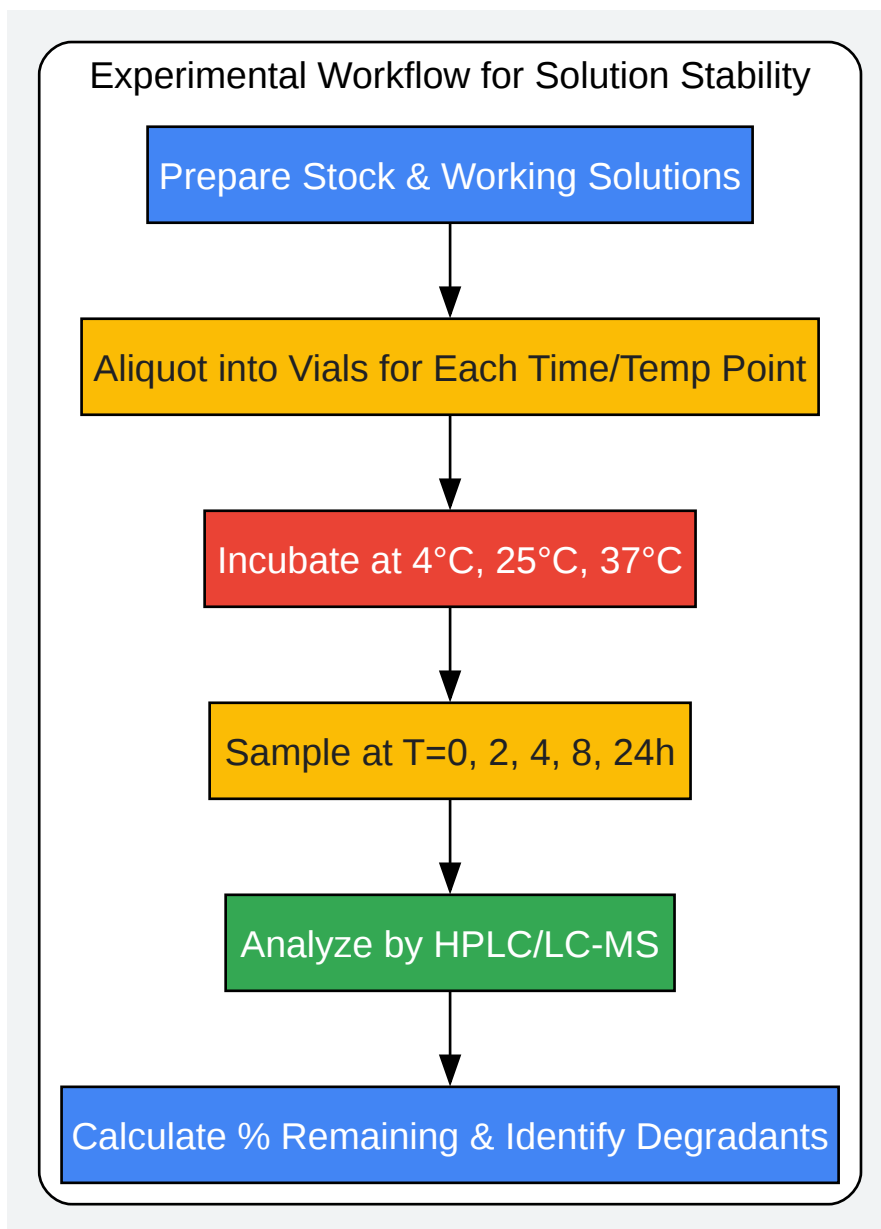 Experimental Workflow for Solution Stability
Prepare Stock & Working Solutions
Aliquot into Vials for Each Time/Temp Point
Incubate at 4°C, 25°C, 37°C
Sample at T=0, 2, 4, 8, 24h
Analyze by HPLC/LC-MS
Calculate % Remaining & Identify Degradants